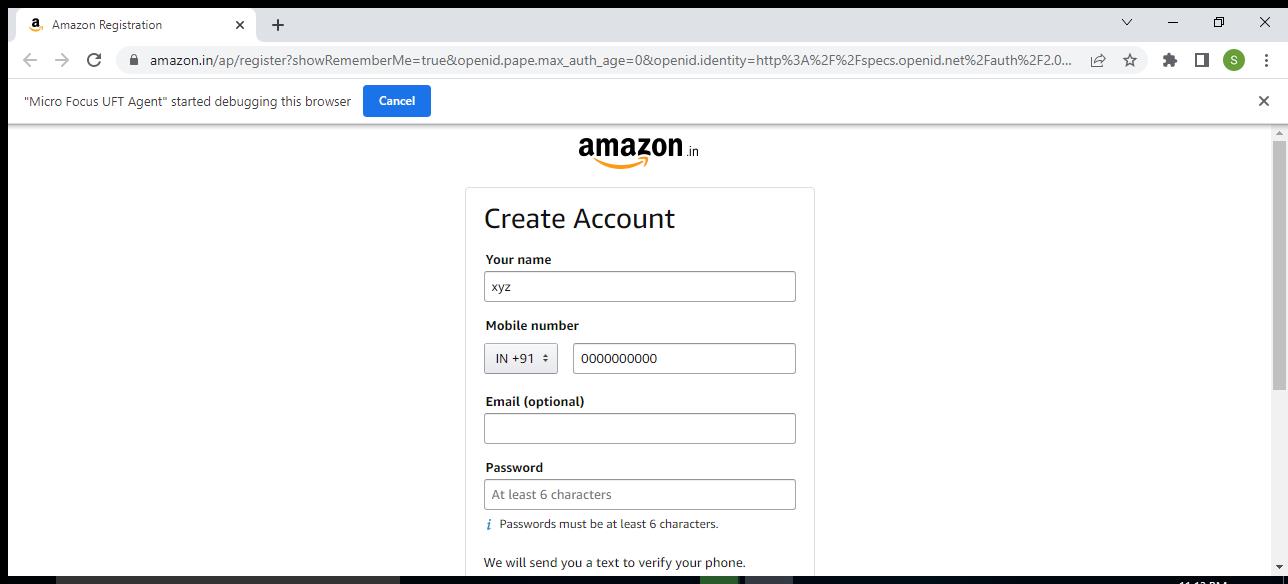 Amazon Registration
amazon.in/ap/register?showRememberMe=true&openid.pape.max_auth_age=0&openid.identity=http%3A%2F%2Fspecs.openid.net%2Fauth%2F2.0... S
"Micro Focus UFT Agent" started debugging this browser Cancel
amazon.in
Create Account
Your name
xyz
Mobile number
IN +91 0000000000
Email (optional)
Password
At least 6 characters
i Passwords must be at least 6 characters.
We will send you a text to verify your phone.